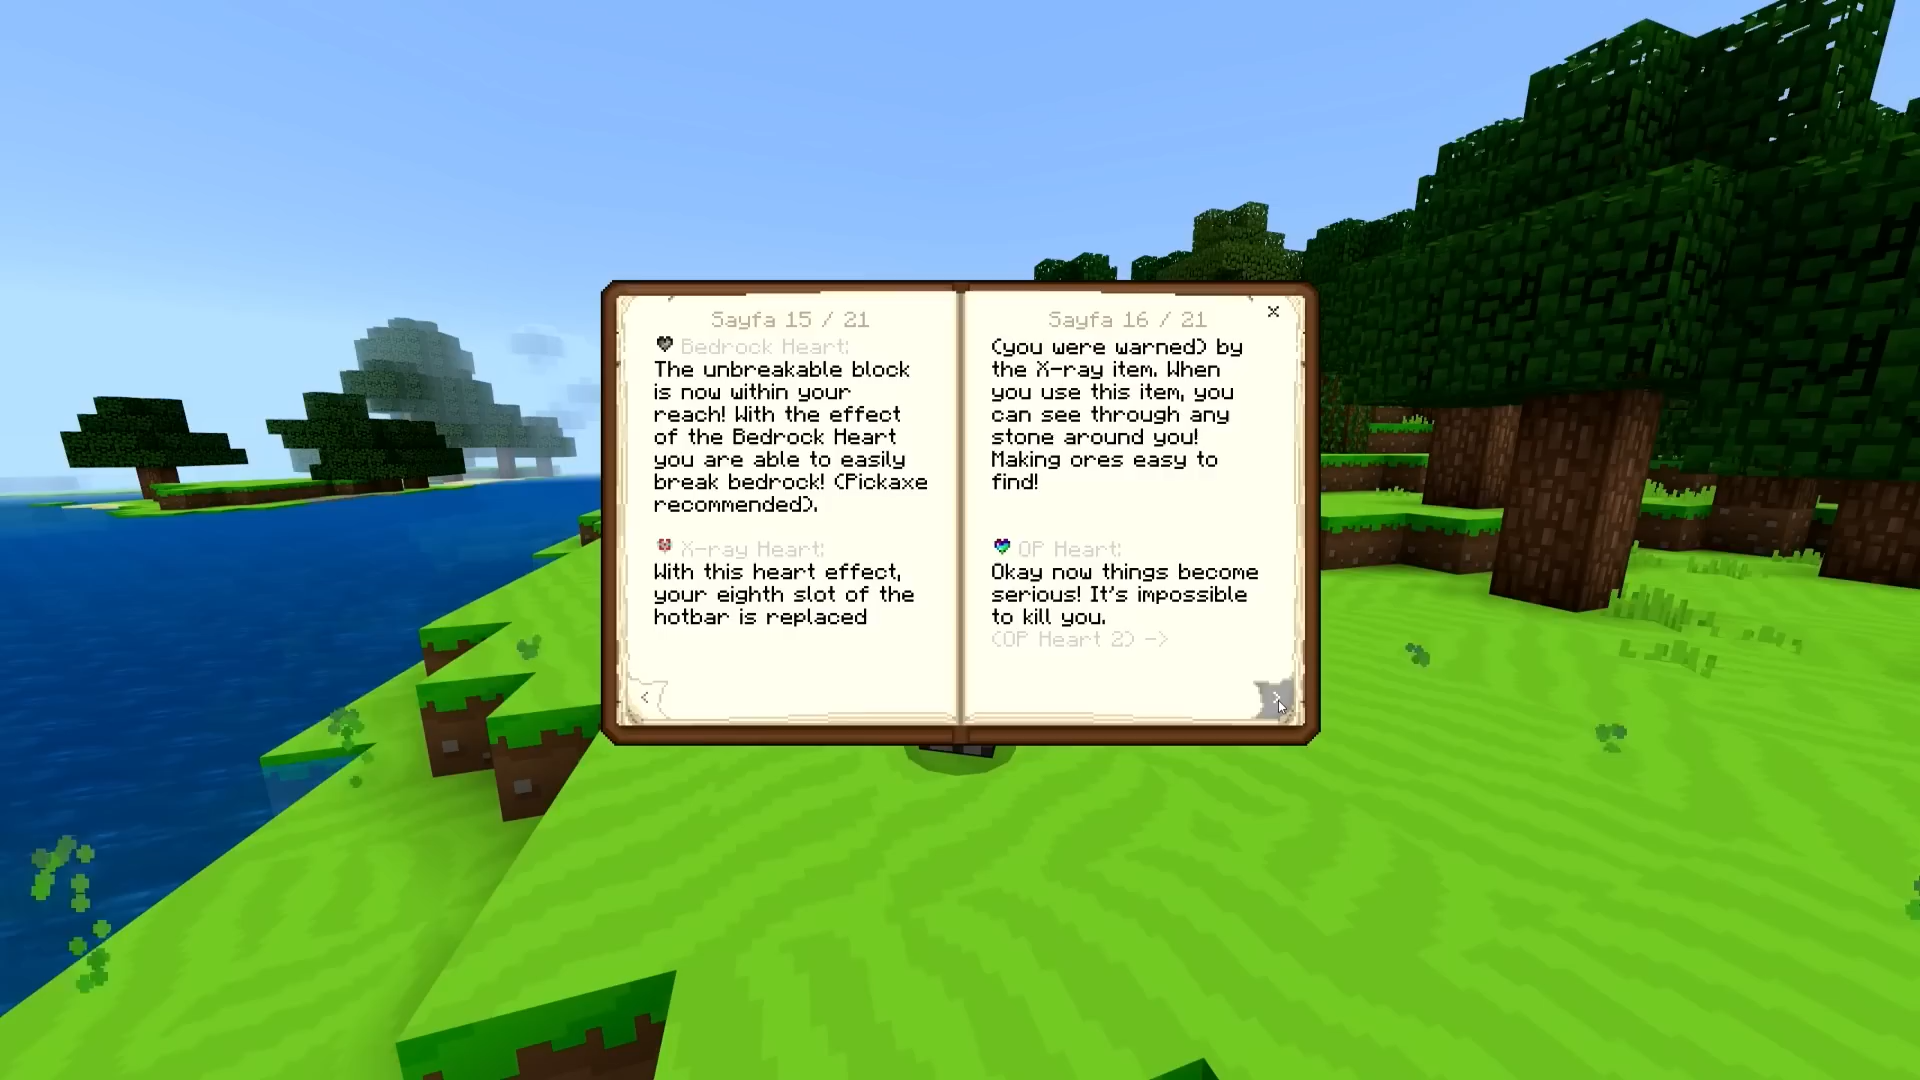 Sayfa 15 / 21
Bedrock Heart:
The unbreakable block
is now within your
reach! With the effect
of the Bedrock Heart
you are able to easily
break bedrock! (Pickaxe
recommended).
X-ray Heart:
With this heart effect,
your eighth slot of the
hotbar is replaced
Sayfa 16 / 21
(you were warned) by
the X-ray item. When
you use this item, you
can see through any
stone around you!
Making ores easy to
find!
OP Heart:
Okay now things become
serious! It's impossible
to kill you.
(OP Heart 2) ->